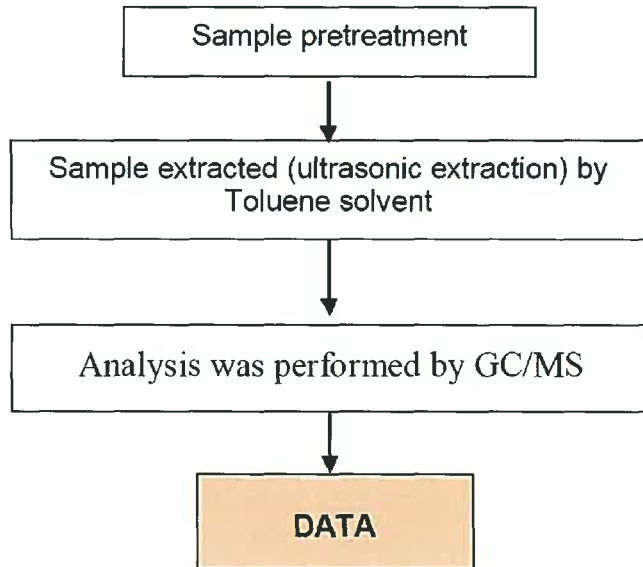 Sample pretreatment
Sample extracted (ultrasonic extraction) by
Toluene solvent
Analysis was performed by GC/MS
DATA